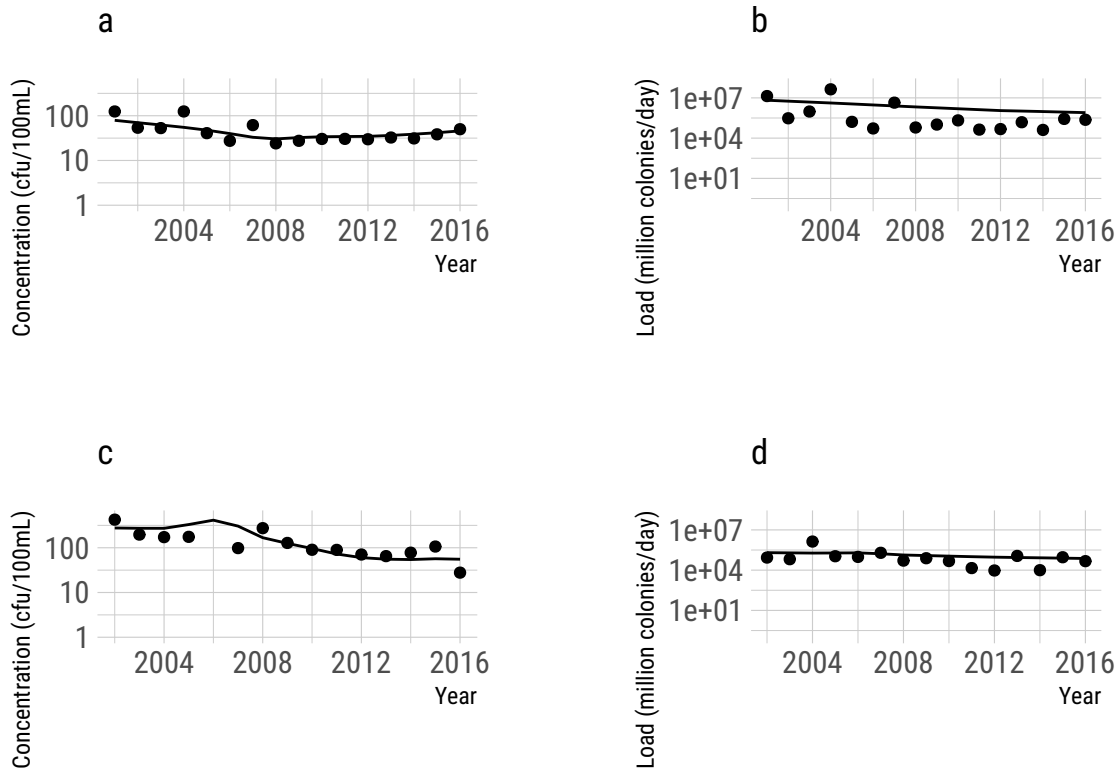 a
Concentration (cfu/100mL)
100
10
1
2004 2008 2012 2016
Year
b
Load (million colonies/day)
1e+07
1e+04
1e+01
2004 2008 2012 2016
Year
c
Concentration (cfu/100mL)
100
10
1
2004 2008 2012 2016
Year
d
Load (million colonies/day)
1e+07
1e+04
1e+01
2004 2008 2012 2016
Year